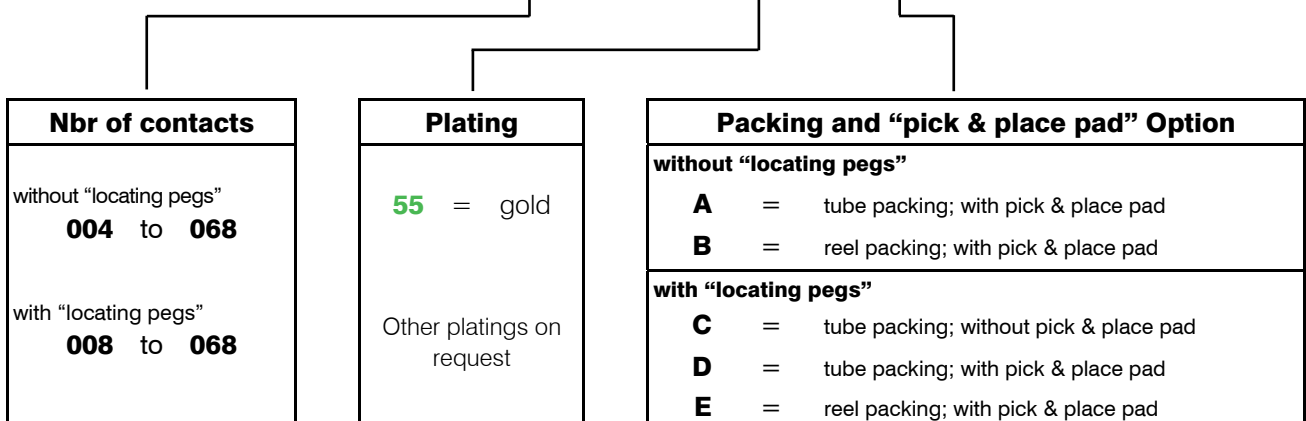 Nbr of contacts
without “locating pegs”
004 to 068
with “locating pegs”
008 to 068
Plating
55 = gold
Other platings on
request
Packing and “pick & place pad” Option
without “locating pegs”
A = tube packing; with pick & place pad
B = reel packing; with pick & place pad
with “locating pegs”
C = tube packing; without pick & place pad
D = tube packing; with pick & place pad
E = reel packing; with pick & place pad